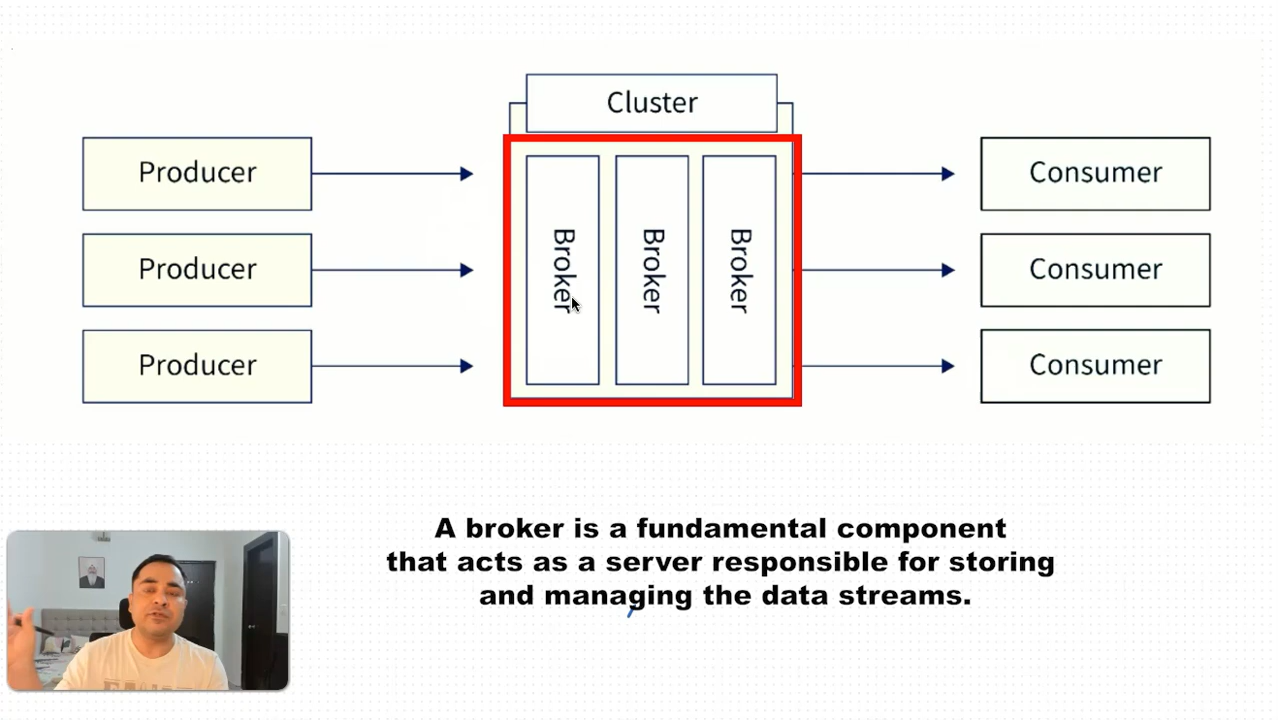 Cluster
Producer
Producer
Producer
Broker
Broker
Broker
Consumer
Consumer
Consumer
A broker is a fundamental component
that acts as a server responsible for storing
and managing the data streams.